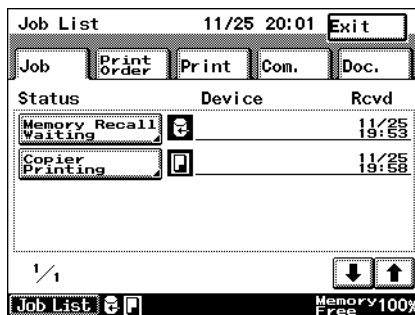 Job List 11/25 20:01 Exit
Job Print Order Print Com. Doc.
Status Device Rcvd
Memory Recall Waiting 11/25 19:53
Copier Printing 11/25 19:58
1/1
Job List Memory Free 100%